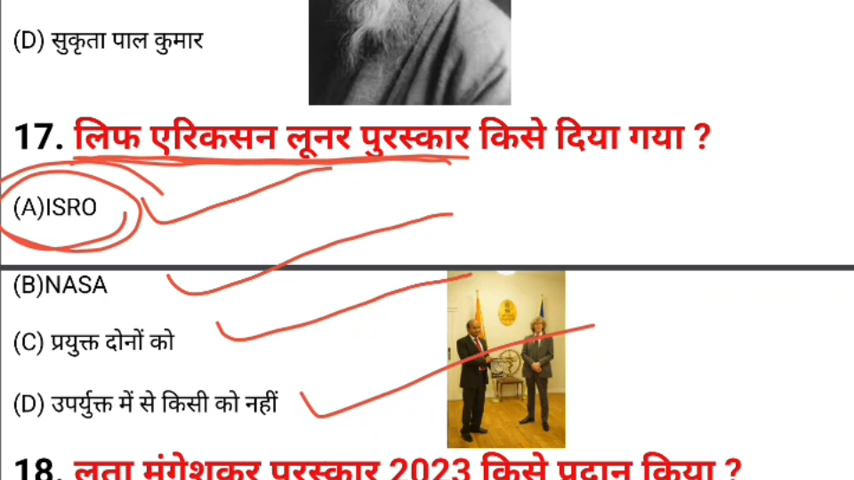 (D) सुकृता पाल कुमार
17. लिफ एरिकसन लूनर पुरस्कार किसे दिया गया ?
(A)ISRO
(B)NASA
(C) प्रयुक्त दोनों को
(D) उपर्युक्त में से किसी को नहीं
18. लता मंगेशकर पुरस्कार 2023 किसे प्रदान किया ?